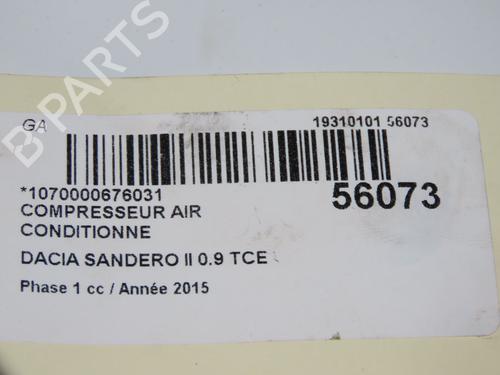 B PARTS
GA 19310101 56073
*1070000676031 56073
COMPRESSEUR AIR
CONDITIONNE
DACIA SANDERO II 0.9 TCE
Phase 1 cc / Année 2015